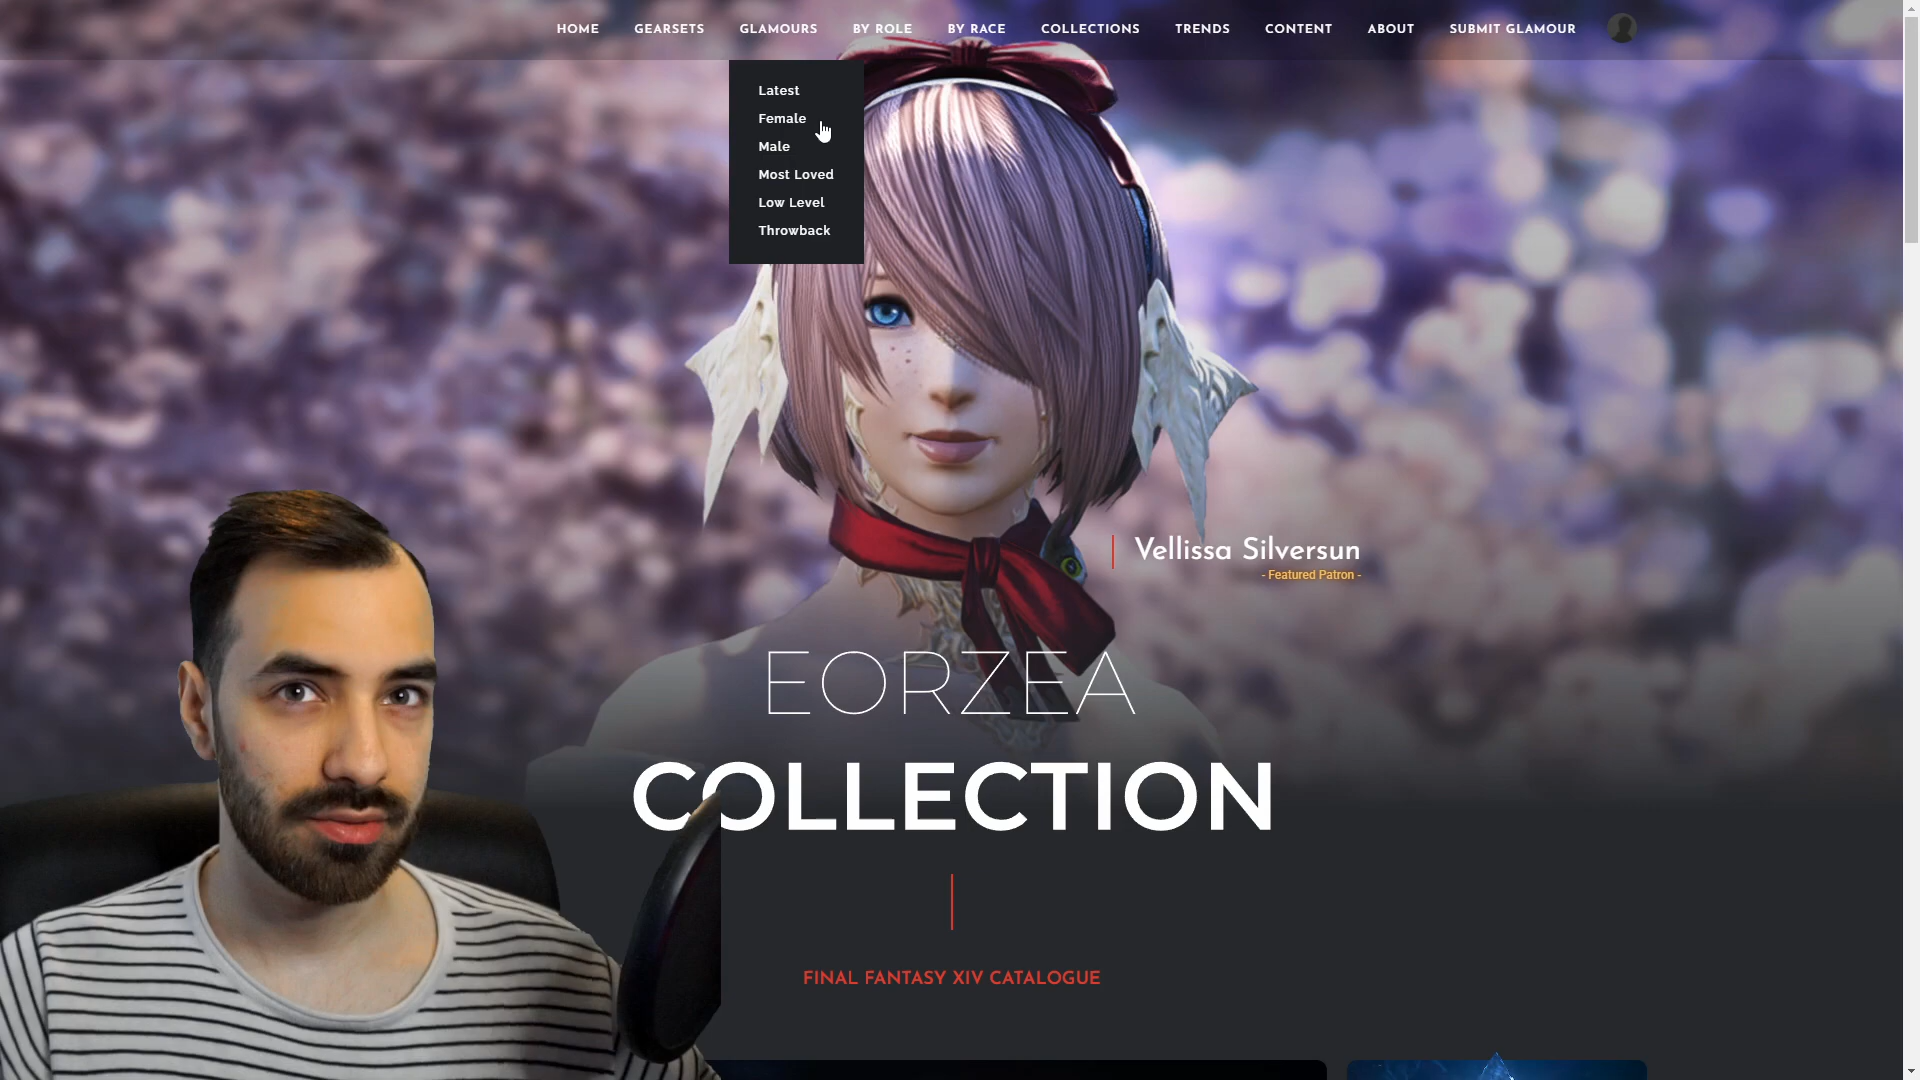 HOME GEARSETS GLAMOURS BY ROLE BY RACE COLLECTIONS TRENDS CONTENT ABOUT SUBMIT GLAMOUR
Latest
Female
Male
Most Loved
Low Level
Throwback
Vellissa Silversun
- Featured Patron -
EORZEA
COLLECTION
FINAL FANTASY XIV CATALOGUE